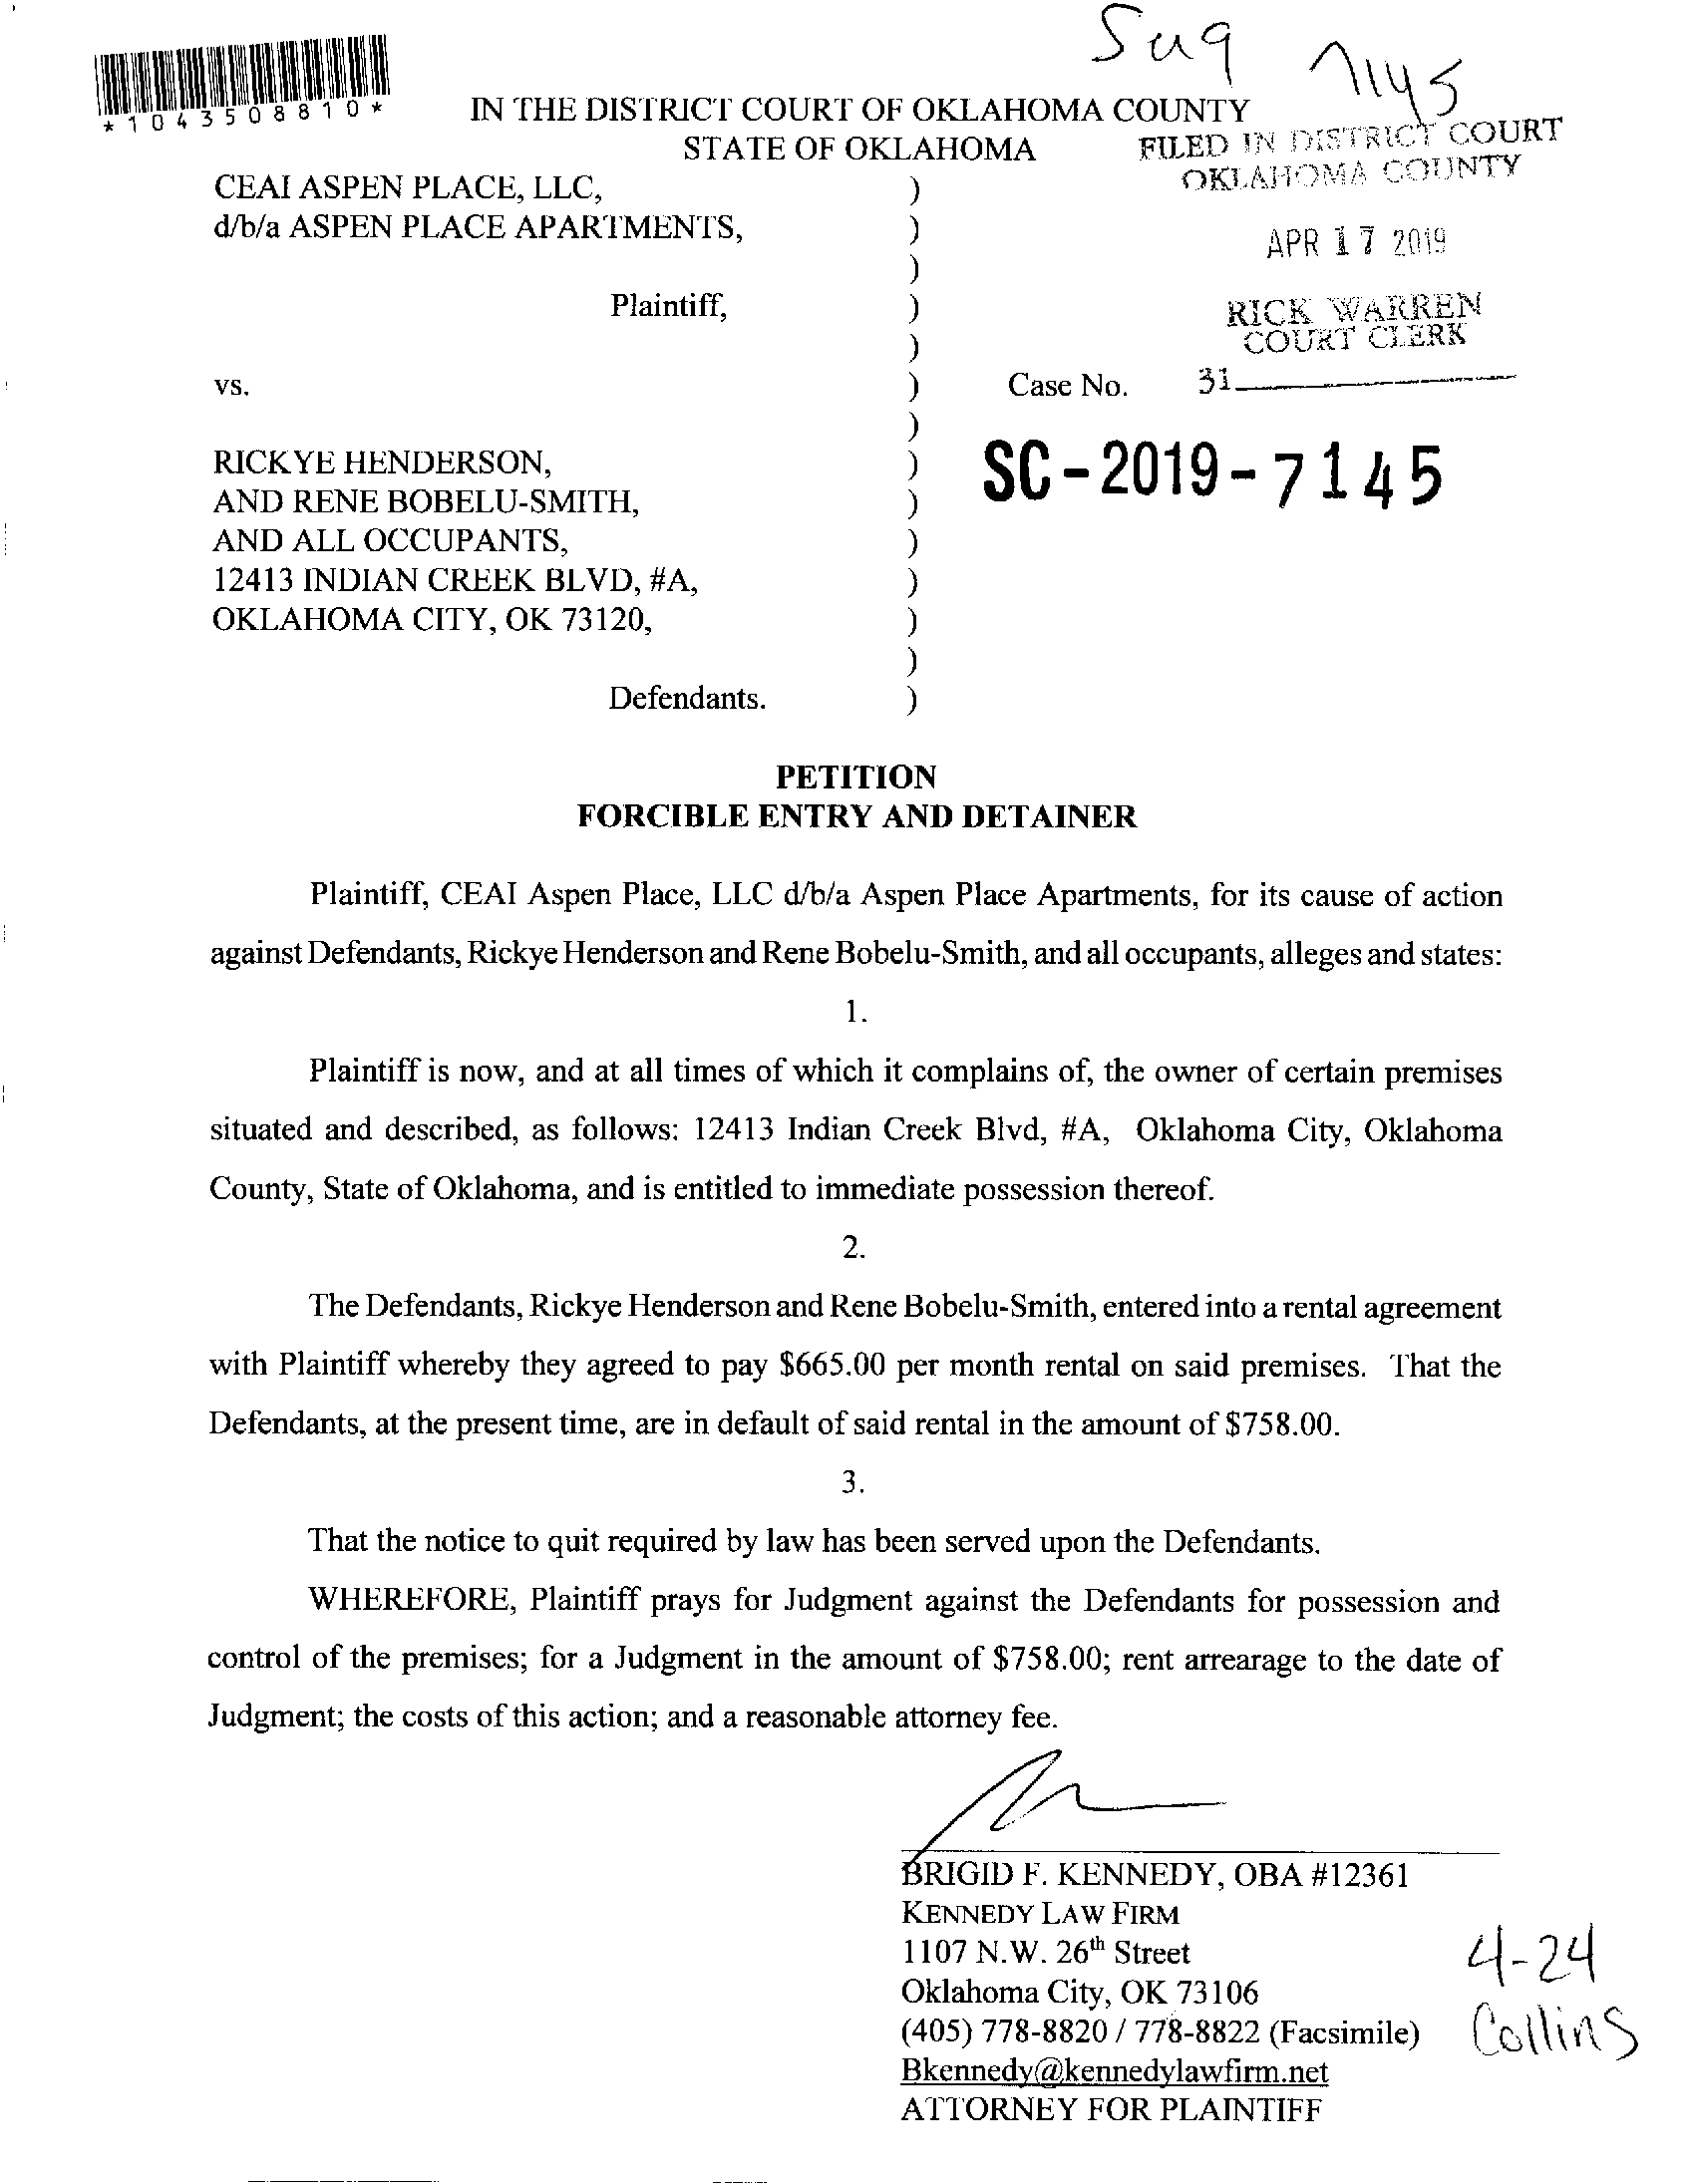 Sug 7145
*1043508810*
IN THE DISTRICT COURT OF OKLAHOMA COUNTY
STATE OF OKLAHOMA
FILED IN DISTRICT COURT
OKLAHOMA COUNTY
APR 17 2019
RICK WARREN
COURT CLERK
31
CEAI ASPEN PLACE, LLC, )
d/b/a ASPEN PLACE APARTMENTS, )
)
Plaintiff, )
)
vs. ) Case No.
)
SC-2019-7145
RICKYE HENDERSON, )
AND RENE BOBELU-SMITH, )
AND ALL OCCUPANTS, )
12413 INDIAN CREEK BLVD, #A, )
OKLAHOMA CITY, OK 73120, )
)
Defendants. )
PETITION
FORCIBLE ENTRY AND DETAINER
Plaintiff, CEAI Aspen Place, LLC d/b/a Aspen Place Apartments, for its cause of action
against Defendants, Rickye Henderson and Rene Bobelu-Smith, and all occupants, alleges and states:
1.
Plaintiff is now, and at all times of which it complains of, the owner of certain premises
situated and described, as follows: 12413 Indian Creek Blvd, #A, Oklahoma City, Oklahoma
County, State of Oklahoma, and is entitled to immediate possession thereof.
2.
The Defendants, Rickye Henderson and Rene Bobelu-Smith, entered into a rental agreement
with Plaintiff whereby they agreed to pay $665.00 per month rental on said premises. That the
Defendants, at the present time, are in default of said rental in the amount of $758.00.
3.
That the notice to quit required by law has been served upon the Defendants.
WHEREFORE, Plaintiff prays for Judgment against the Defendants for possession and
control of the premises; for a Judgment in the amount of $758.00; rent arrearage to the date of
Judgment; the costs of this action; and a reasonable attorney fee.
BRIGID F. KENNEDY, OBA #12361
KENNEDY LAW FIRM
1107 N.W. 26th Street
Oklahoma City, OK 73106
(405) 778-8820 / 778-8822 (Facsimile)
Bkennedy@kennedylawfirm.net
ATTORNEY FOR PLAINTIFF
4-24
Collins